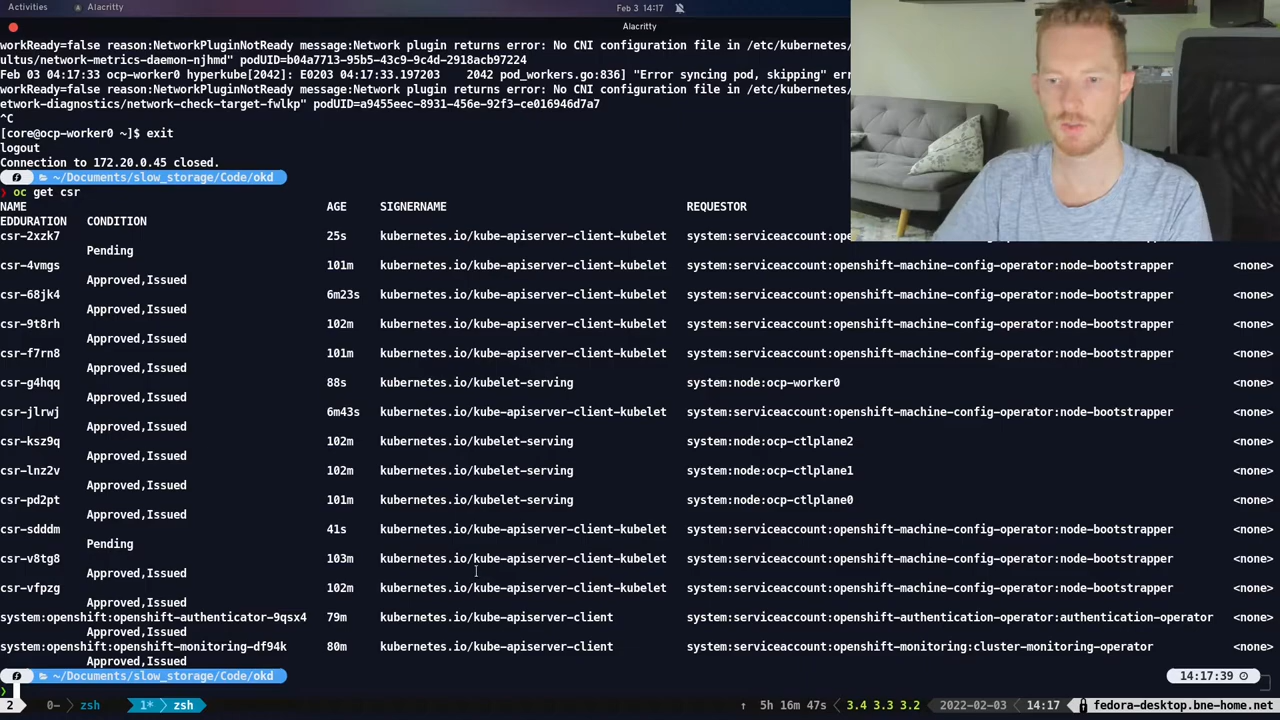 Activities Alacritty Feb 3 14:17
Alacritty
workReady=false reason:NetworkPluginNotReady message:Network plugin returns error: No CNI configuration file in /etc/kubernetes/
ultus/network-metrics-daemon-njhmd" podUID=b04a7713-95b5-43c9-9c4d-2918acb97224
Feb 03 04:17:33 ocp-worker0 hyperkube[2042]: E0203 04:17:33.197203    2042 pod_workers.go:836] "Error syncing pod, skipping" err
workReady=false reason:NetworkPluginNotReady message:Network plugin returns error: No CNI configuration file in /etc/kubernetes/
etwork-diagnostics/network-check-target-fwlkp" podUID=a9455eec-8931-456e-92f3-ce016946d7a7
^C
[core@ocp-worker0 ~]$ exit
logout
Connection to 172.20.0.45 closed.
~/Documents/slow_storage/Code/okd
❯ oc get csr
NAME AGE SIGNERNAME REQUESTOR
EDDURATION CONDITION
csr-2xzk7 25s kubernetes.io/kube-apiserver-client-kubelet system:serviceaccount:openshift-machine-config-operator:node-bootstrapper <none>
Pending
csr-4vmgs 101m kubernetes.io/kube-apiserver-client-kubelet system:serviceaccount:openshift-machine-config-operator:node-bootstrapper <none>
Approved,Issued
csr-68jk4 6m23s kubernetes.io/kube-apiserver-client-kubelet system:serviceaccount:openshift-machine-config-operator:node-bootstrapper <none>
Approved,Issued
csr-9t8rh 102m kubernetes.io/kube-apiserver-client-kubelet system:serviceaccount:openshift-machine-config-operator:node-bootstrapper <none>
Approved,Issued
csr-f7rn8 101m kubernetes.io/kube-apiserver-client-kubelet system:serviceaccount:openshift-machine-config-operator:node-bootstrapper <none>
Approved,Issued
csr-g4hqq 88s kubernetes.io/kubelet-serving system:node:ocp-worker0 <none>
Approved,Issued
csr-jlrwj 6m43s kubernetes.io/kube-apiserver-client-kubelet system:serviceaccount:openshift-machine-config-operator:node-bootstrapper <none>
Approved,Issued
csr-ksz9q 102m kubernetes.io/kubelet-serving system:node:ocp-ctlplane2 <none>
Approved,Issued
csr-lnz2v 102m kubernetes.io/kubelet-serving system:node:ocp-ctlplane1 <none>
Approved,Issued
csr-pd2pt 101m kubernetes.io/kubelet-serving system:node:ocp-ctlplane0 <none>
Approved,Issued
csr-sdddm 41s kubernetes.io/kube-apiserver-client-kubelet system:serviceaccount:openshift-machine-config-operator:node-bootstrapper <none>
Pending
csr-v8tg8 103m kubernetes.io/kube-apiserver-client-kubelet system:serviceaccount:openshift-machine-config-operator:node-bootstrapper <none>
Approved,Issued
csr-vfpzg 102m kubernetes.io/kube-apiserver-client-kubelet system:serviceaccount:openshift-machine-config-operator:node-bootstrapper <none>
Approved,Issued
system:openshift:openshift-authenticator-9qsx4 79m kubernetes.io/kube-apiserver-client system:serviceaccount:openshift-authentication-operator:authentication-operator <none>
Approved,Issued
system:openshift:openshift-monitoring-df94k 80m kubernetes.io/kube-apiserver-client system:serviceaccount:openshift-monitoring:cluster-monitoring-operator <none>
Approved,Issued
~/Documents/slow_storage/Code/okd 14:17:39
❯
2 0- zsh 1* zsh ↑ 5h 16m 47s 3.4 3.3 3.2 2022-02-03 14:17 fedora-desktop.bne-home.net